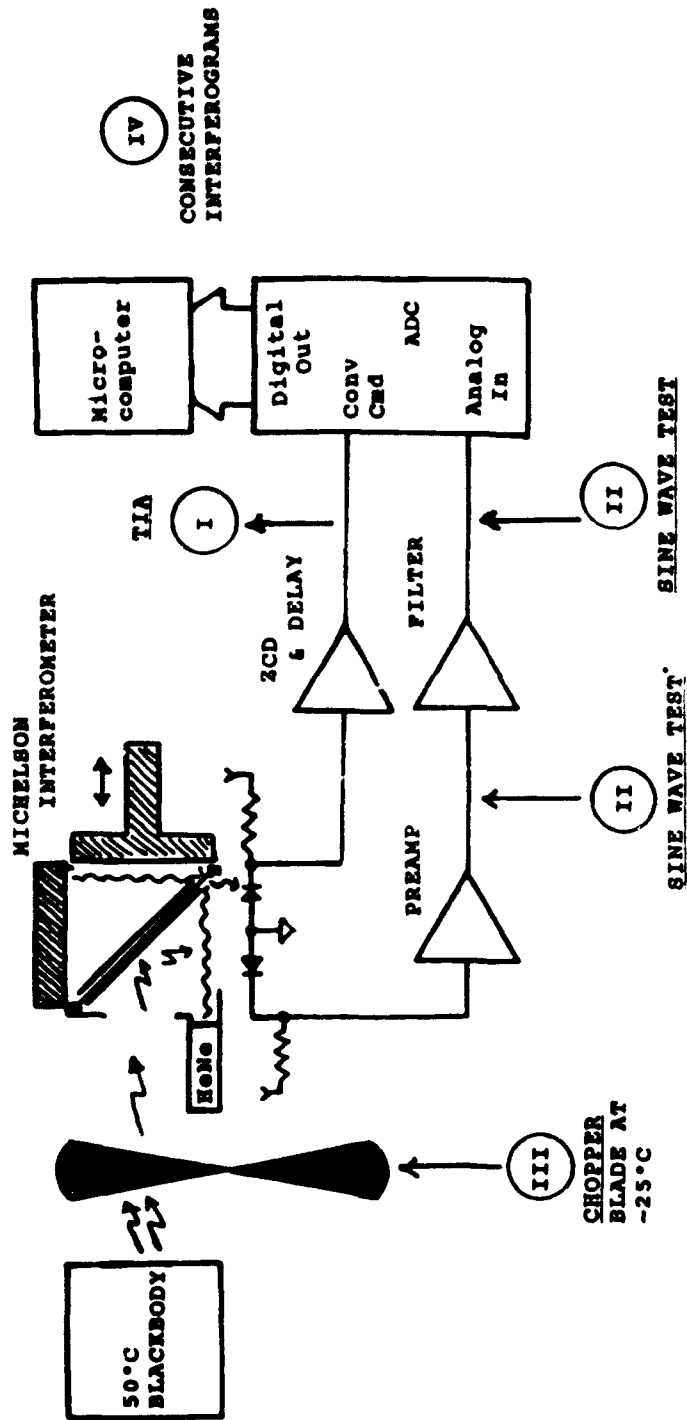 50°C
BLACKBODY
III
CHOPPER
BLADE AT
~25°C
HeNe
MICHELSON
INTERFEROMETER
PREAMP
II
SINE WAVE TEST
ZCD
& DELAY
FILTER
TIA
I
II
SINE WAVE TEST
Micro-
computer
Digital
Out
Conv
Cmd
ADC
Analog
In
IV
CONSECUTIVE
INTERFEROGRAMS